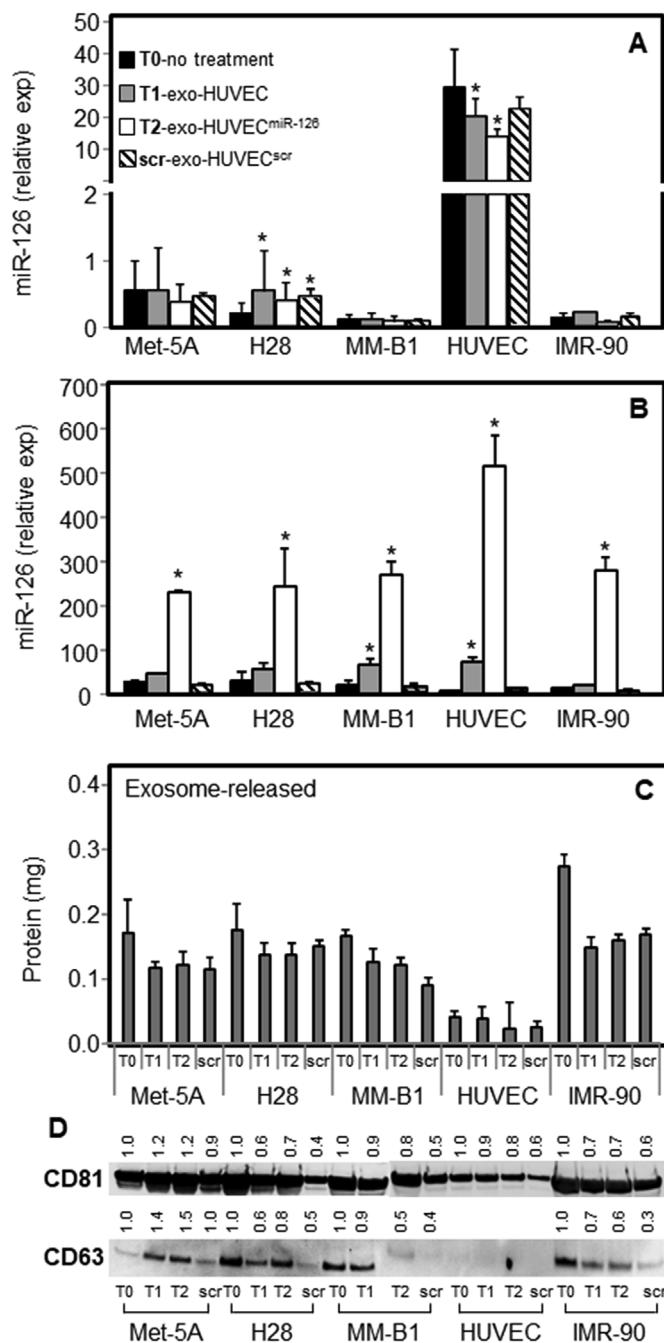 A
T0-no treatment
T1-exo-HUVEC
T2-exo-HUVECmiR-126
scr-exo-HUVECscr
miR-126 (relative exp)
50
40
30
20
10
2
1
0
* * * * *
Met-5A H28 MM-B1 HUVEC IMR-90
B
miR-126 (relative exp)
700
600
500
400
300
200
100
0
* * * * * * *
Met-5A H28 MM-B1 HUVEC IMR-90
Exosome-released C
Protein (mg)
0.4
0.3
0.2
0.1
0.0
T0 T1 T2 scr T0 T1 T2 scr T0 T1 T2 scr T0 T1 T2 scr T0 T1 T2 scr
Met-5A H28 MM-B1 HUVEC IMR-90
D
1.0 1.2 1.2 0.9 1.0 0.6 0.7 0.4 1.0 0.9 0.8 0.5 1.0 0.9 0.8 0.6 1.0 0.7 0.7 0.6
CD81
1.0 1.4 1.5 1.0 1.0 0.6 0.8 0.5 1.0 0.9 0.5 0.4 1.0 0.7 0.6 0.3
CD63
T0 T1 T2 scr T0 T1 T2 scr T0 T1 T2 scr T0 T1 T2 scr T0 T1 T2 scr
Met-5A H28 MM-B1 HUVEC IMR-90